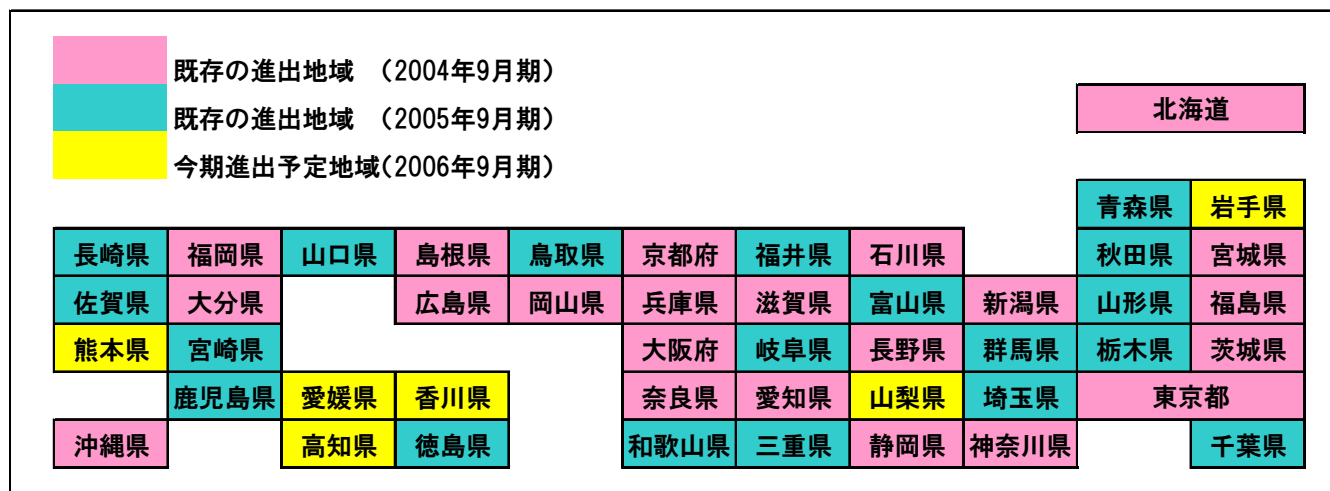 既存の進出地域 （2004年9月期）
既存の進出地域 （2005年9月期）
今期進出予定地域（2006年9月期）
北海道
青森県 岩手県
長崎県 福岡県 山口県 島根県 鳥取県 京都府 福井県 石川県 秋田県 宮城県
佐賀県 大分県 広島県 岡山県 兵庫県 滋賀県 富山県 新潟県 山形県 福島県
熊本県 宮崎県 大阪府 岐阜県 長野県 群馬県 栃木県 茨城県
鹿児島県 愛媛県 香川県 奈良県 愛知県 山梨県 埼玉県 東京都
沖縄県 高知県 徳島県 和歌山県 三重県 静岡県 神奈川県 千葉県